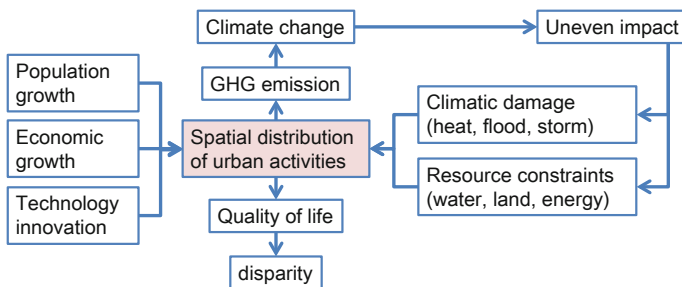 Climate change
Uneven impact
Population
growth
GHG emission
Climatic damage
(heat, flood, storm)
Economic
growth
Spatial distribution
of urban activities
Resource constraints
(water, land, energy)
Technology
innovation
Quality of life
disparity